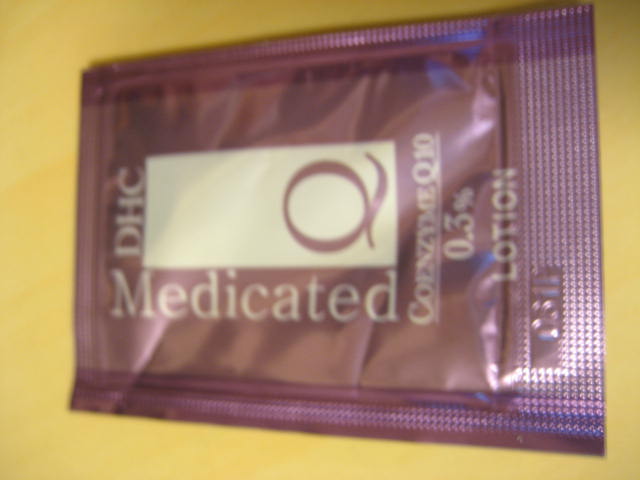 DHC
Medicated
Q
COENZYME Q10
0.3%
LOTION